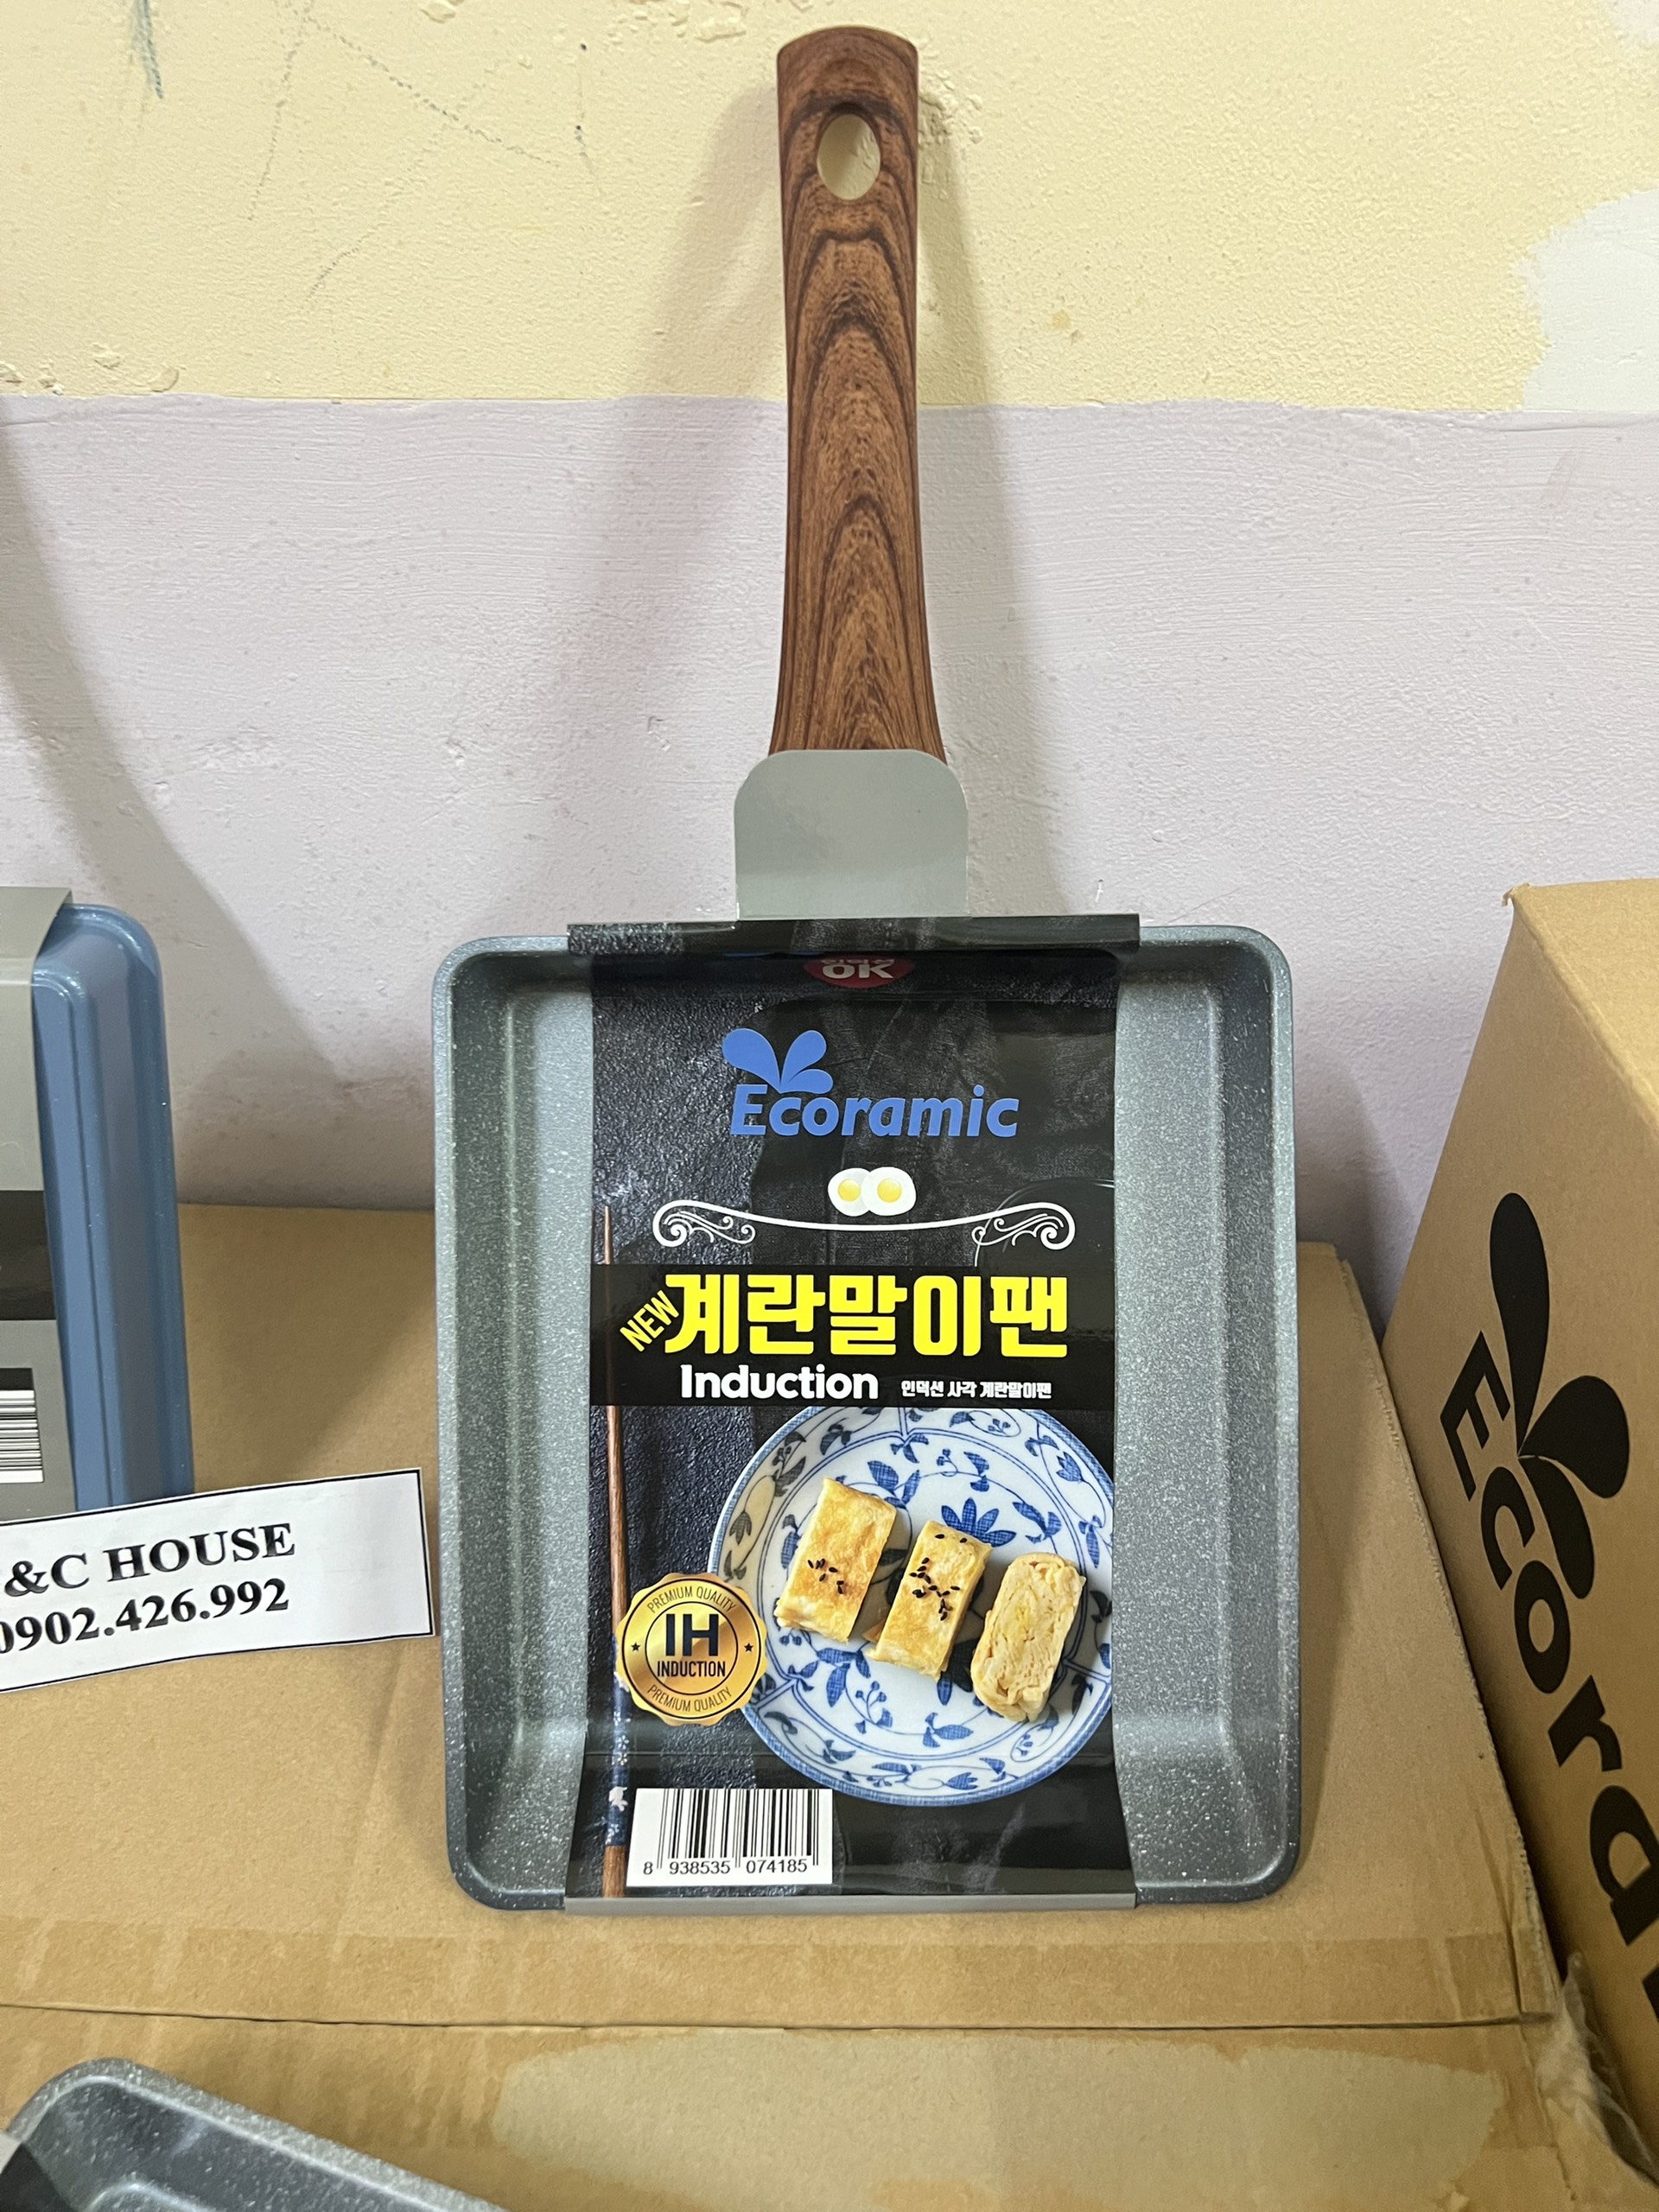 OK
Ecoramic
NEW 계란말이팬
Induction 인덕션 사각 계란말이팬
PREMIUM QUALITY
IH
INDUCTION
PREMIUM QUALITY
8 938535 074185
&C HOUSE
0902.426.992
Ecora